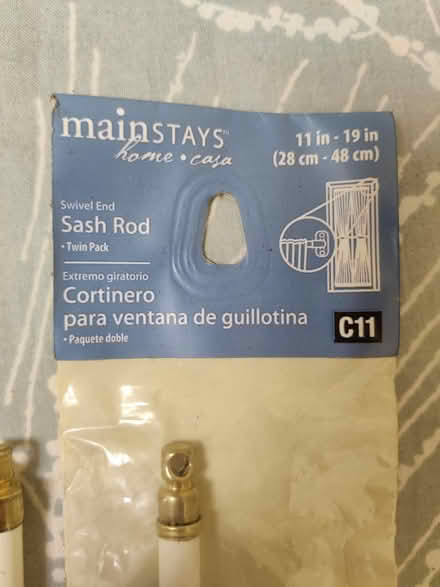 mainSTAYS™
home • casa
11 in - 19 in
(28 cm - 48 cm)
Swivel End
Sash Rod
• Twin Pack
Extremo giratorio
Cortinero
para ventana de guillotina
• Paquete doble
C11